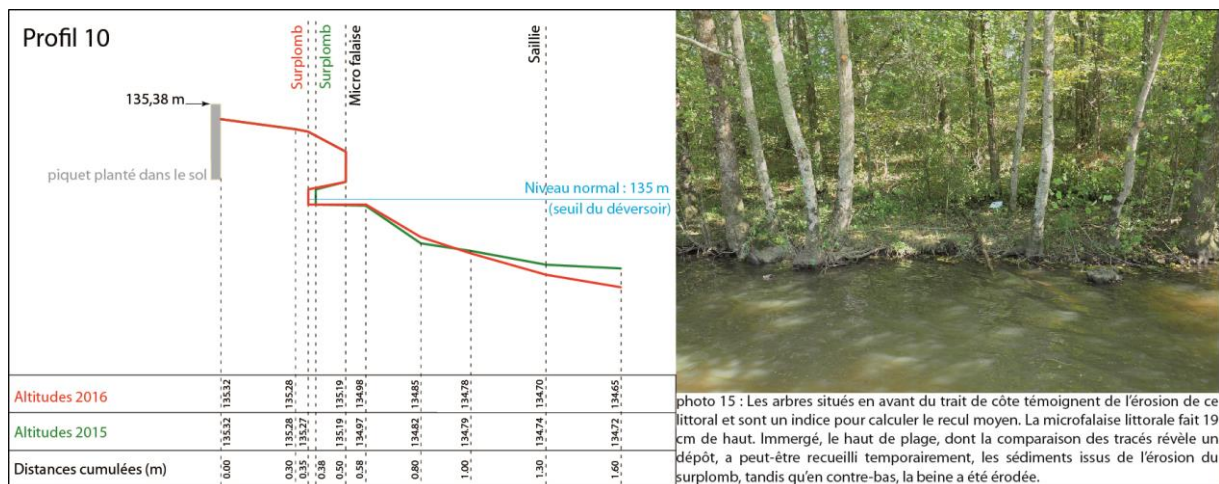 Profil 10
Surplomb
Surplomb
Micro falaise
Saillie
135,38 m
piquet planté dans le sol
Niveau normal : 135 m
(seuil du déversoir)
Altitudes 2016
135.32
135.28
135.19
134.98
134.85
134.78
134.70
134.65
Altitudes 2015
135.32
135.28
135.27
135.19
134.97
134.82
134.79
134.74
134.72
Distances cumulées (m)
0.00
0.30
0.35
0.38
0.50
0.58
0.80
1.00
1.30
1.60
photo 15 : Les arbres situés en avant du trait de côte témoignent de l'érosion de ce
littoral et sont un indice pour calculer le recul moyen. La microfalaise littorale fait 19
cm de haut. Immergé, le haut de plage, dont la comparaison des tracés révèle un
dépôt, a peut-être recueilli temporairement, les sédiments issus de l'érosion du
surplomb, tandis qu'en contre-bas, la beine a été érodée.